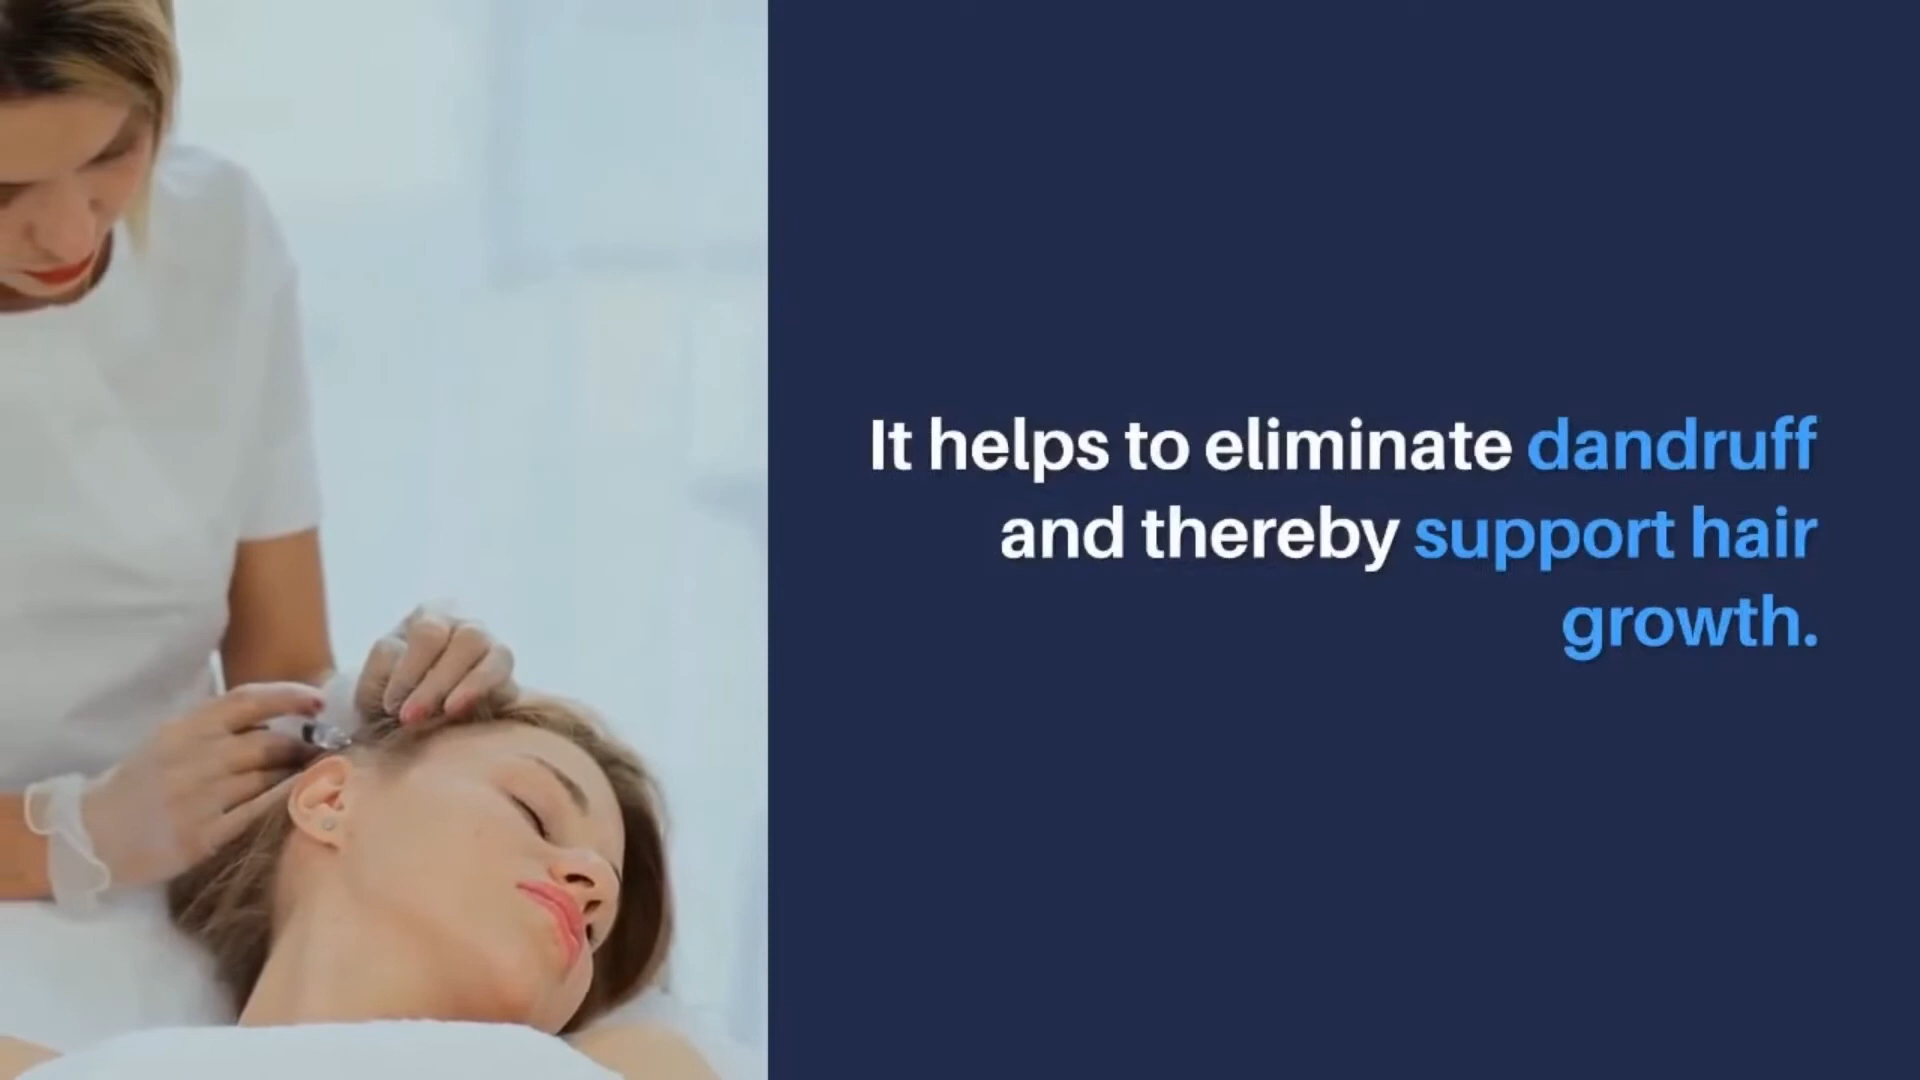 It helps to eliminate dandruff
and thereby support hair
growth.